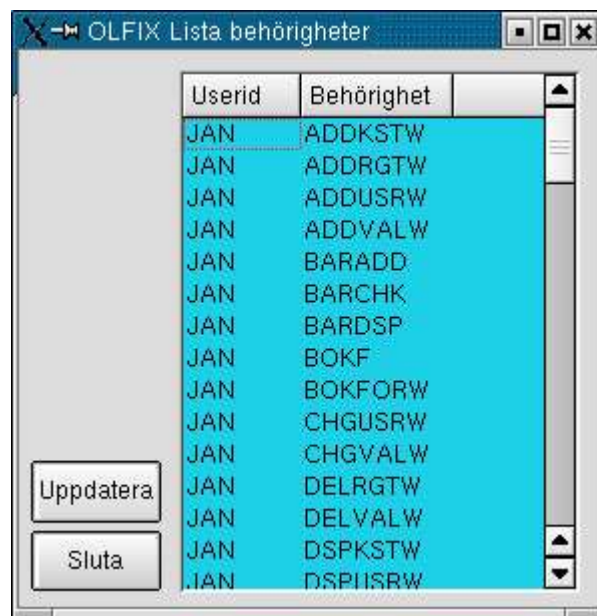 OLFIX Lista behörigheter
Userid Behörighet
JAN ADDKSTW
JAN ADDRGTW
JAN ADDUSRW
JAN ADDVALW
JAN BARADD
JAN BARCHK
JAN BARDSP
JAN BOKF
JAN BOKFORW
JAN CHGUSRW
JAN CHGVALW
JAN DELRGTW
JAN DELVALW
JAN DSPKSTW
JAN DSPUSRW
Uppdatera
Sluta